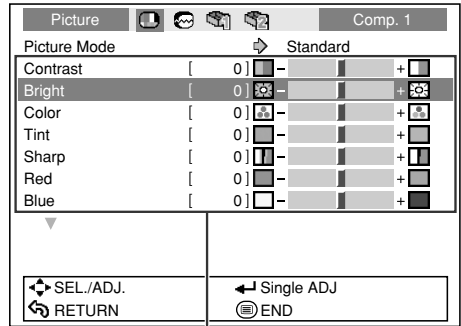 Picture Comp. 1
Picture Mode Standard
Contrast [ 0 ] – +
Bright [ 0 ] – +
Color [ 0 ] – +
Tint [ 0 ] – +
Sharp [ 0 ] – +
Red [ 0 ] – +
Blue [ 0 ] – +
SEL./ADJ. Single ADJ
RETURN END